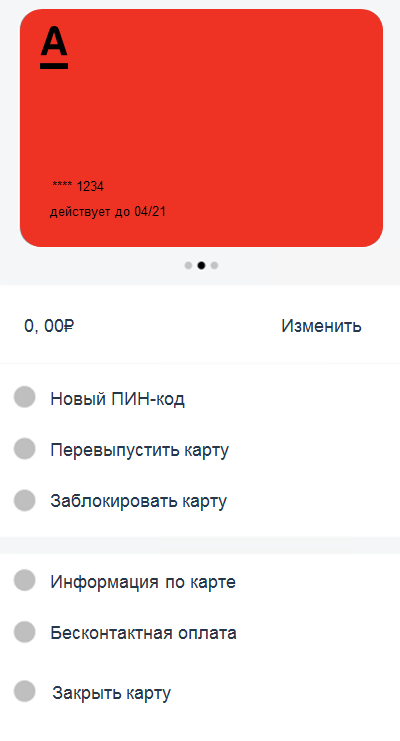 А
**** 1234
действует до 04/21
0, 00₽
Изменить
Новый ПИН-код
Перевыпустить карту
Заблокировать карту
Информация по карте
Бесконтактная оплата
Закрыть карту